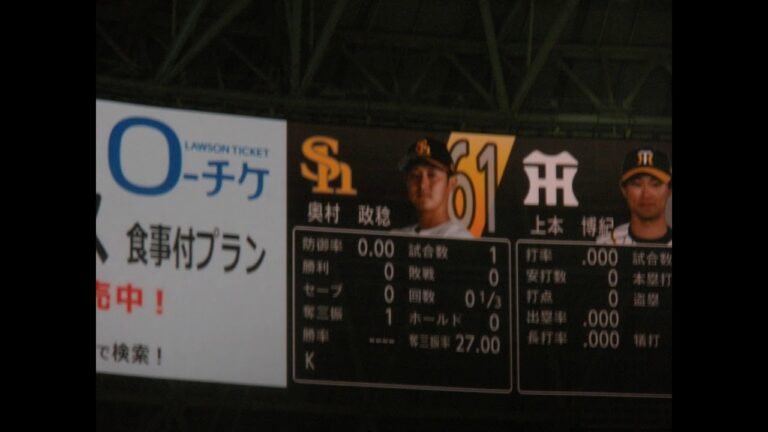 LAWSON TICKET
ローチケ
食事付プラン
売中！
で検索！
Sh
61
奥村 政稔
防御率 0.00 試合数 1
勝利 0 敗戦 0
セーブ 0 回数 0 1/3
奪三振 1 ホールド 0
勝率 ---- 奪三振率 27.00
K
HT
上本 博紀
打率 .000 試合数
安打数 0 本塁打
打点 0 盗塁
出塁率 .000
長打率 .000 犠打